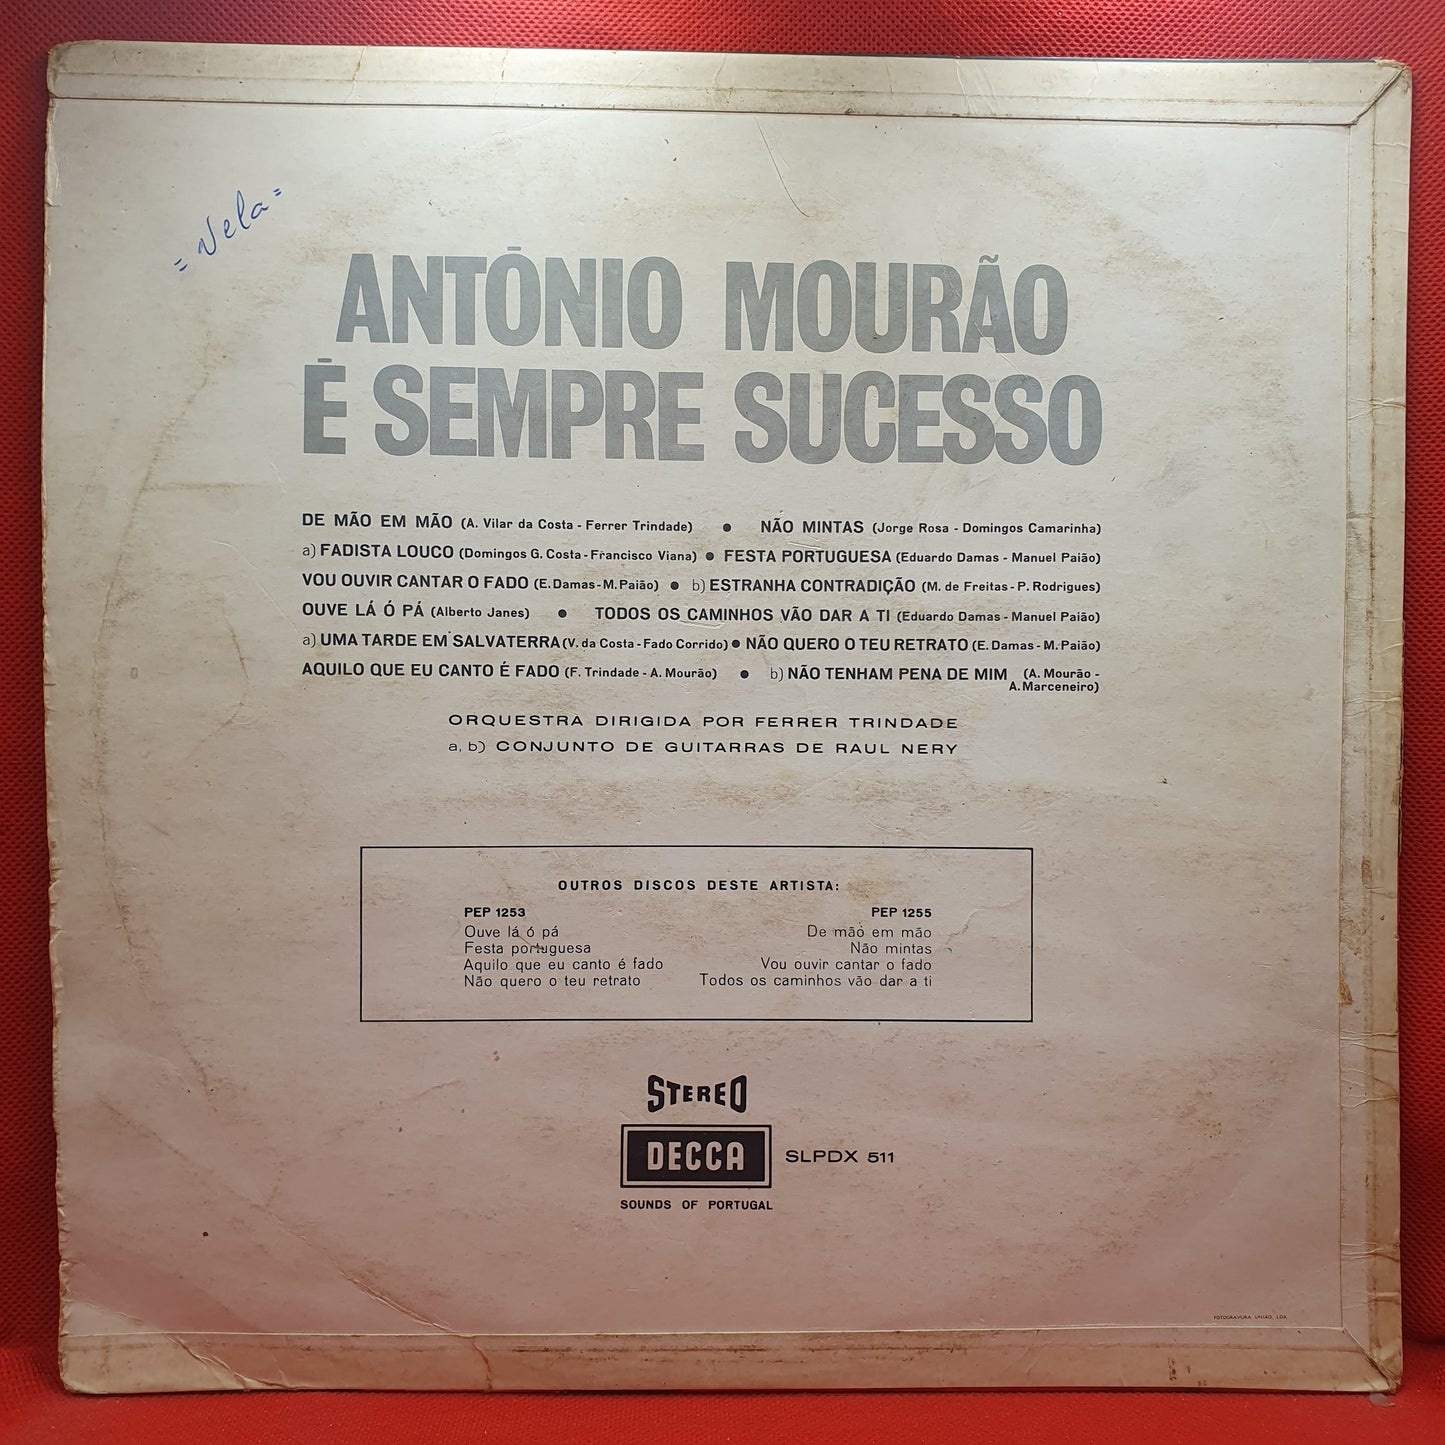 = Vela =
ANTÓNIO MOURÃO
É SEMPRE SUCESSO
DE MÃO EM MÃO (A. Vilar da Costa - Ferrer Trindade) ● NÃO MINTAS (Jorge Rosa - Domingos Camarinha)
a) FADISTA LOUCO (Domingos G. Costa - Francisco Viana) ● FESTA PORTUGUESA (Eduardo Damas - Manuel Paião)
VOU OUVIR CANTAR O FADO (E. Damas - M. Paião) ● b) ESTRANHA CONTRADIÇÃO (M. de Freitas - P. Rodrigues)
OUVE LÁ Ó PÁ (Alberto Janes) ● TODOS OS CAMINHOS VÃO DAR A TI (Eduardo Damas - Manuel Paião)
a) UMA TARDE EM SALVATERRA (V. da Costa - Fado Corrido) ● NÃO QUERO O TEU RETRATO (E. Damas - M. Paião)
AQUILO QUE EU CANTO É FADO (F. Trindade - A. Mourão) ● b) NÃO TENHAM PENA DE MIM (A. Mourão -
A. Marceneiro)
ORQUESTRA DIRIGIDA POR FERRER TRINDADE
a, b) CONJUNTO DE GUITARRAS DE RAUL NERY
OUTROS DISCOS DESTE ARTISTA:
PEP 1253
Ouve lá ó pá
Festa portuguesa
Aquilo que eu canto é fado
Não quero o teu retrato
PEP 1255
De mão em mão
Não mintas
Vou ouvir cantar o fado
Todos os caminhos vão dar a ti
STEREO
DECCA SLPDX 511
SOUNDS OF PORTUGAL
FOTOGRAVURA UNIÃO, LDA.